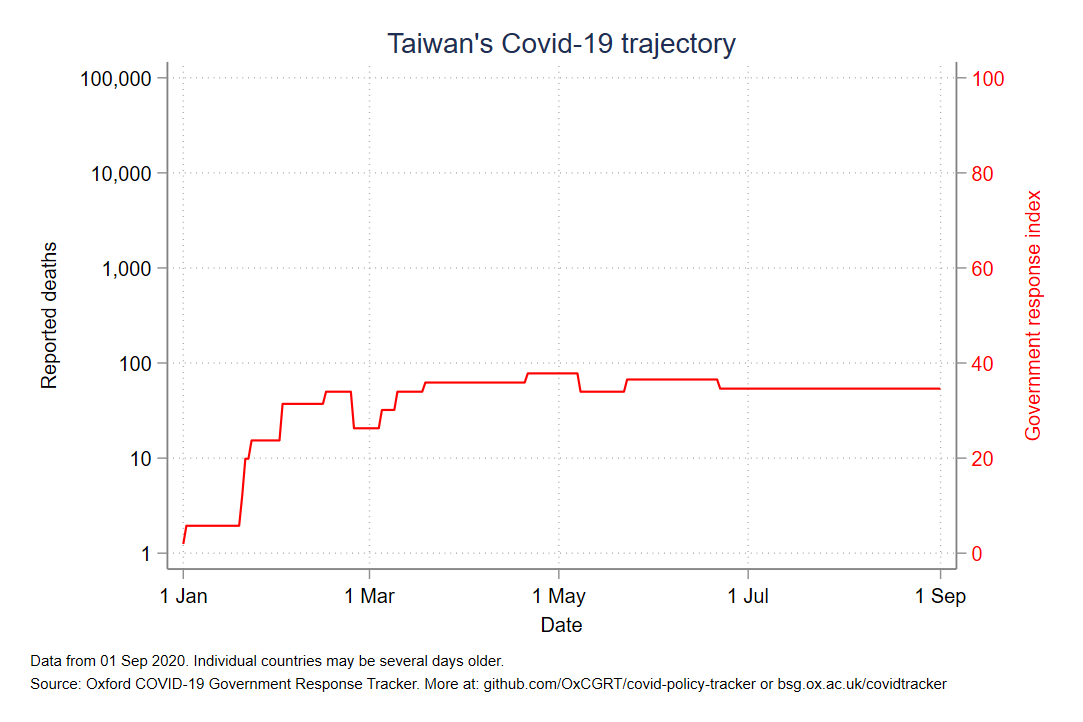 Taiwan's Covid-19 trajectory
100,000
10,000
1,000
100
10
1
Reported deaths
100
80
60
40
20
0
Government response index
1 Jan
1 Mar
1 May
1 Jul
1 Sep
Date
Data from 01 Sep 2020. Individual countries may be several days older.
Source: Oxford COVID-19 Government Response Tracker. More at: github.com/OxCGRT/covid-policy-tracker or bsg.ox.ac.uk/covidtracker